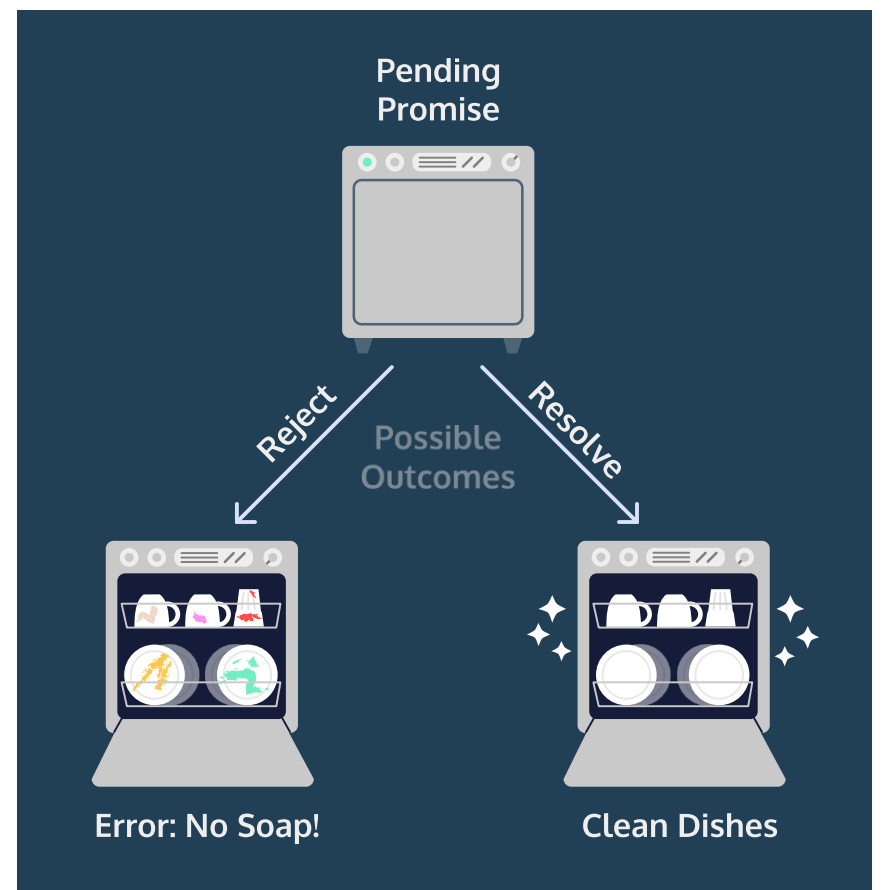 Pending
Promise
Reject
Resolve
Possible
Outcomes
Error: No Soap!
Clean Dishes